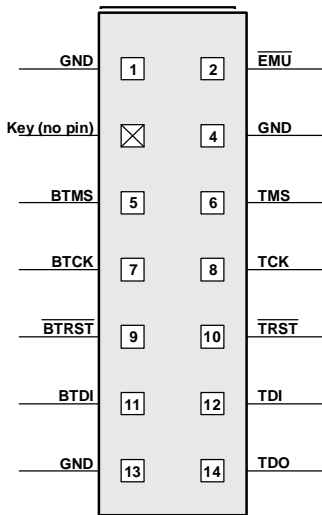 GND 1 2 EMU
Key (no pin) 4 GND
BTMS 5 6 TMS
BTCK 7 8 TCK
BTRST 9 10 TRST
BTDI 11 12 TDI
GND 13 14 TDO